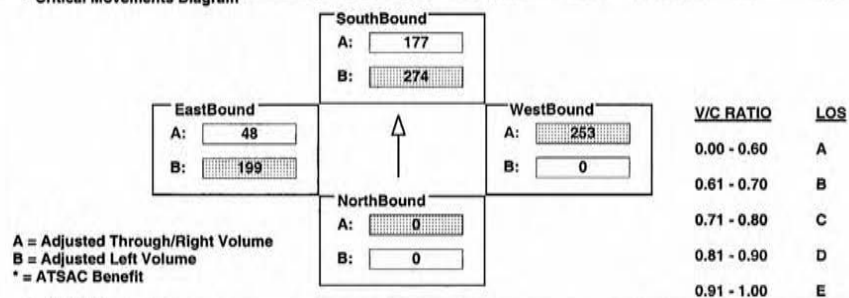 Critical Movements Diagram
SouthBound
A: 177
B: 274
EastBound
A: 48
B: 199
WestBound
A: 253
B: 0
NorthBound
A: 0
B: 0
A = Adjusted Through/Right Volume
B = Adjusted Left Volume
* = ATSAC Benefit
V/C RATIO LOS
0.00 - 0.60 A
0.61 - 0.70 B
0.71 - 0.80 C
0.81 - 0.90 D
0.91 - 1.00 E